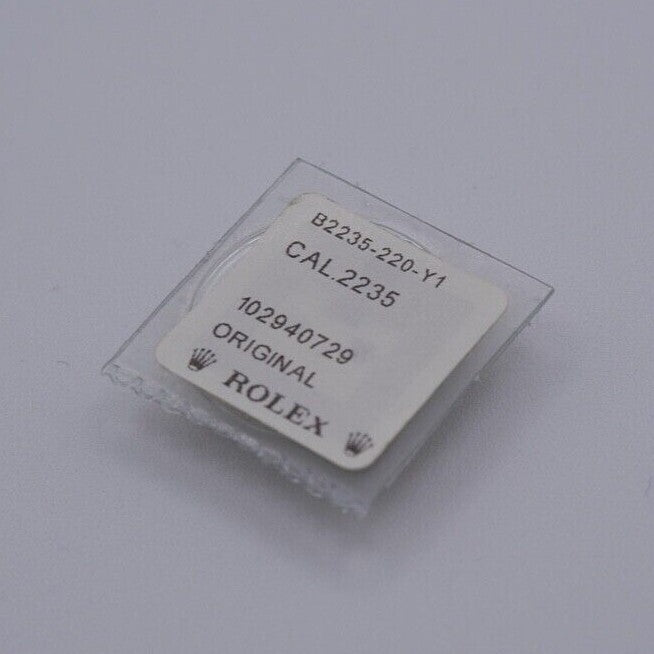 B2235-220-Y1
CAL.2235
102940729
ORIGINAL
ROLEX